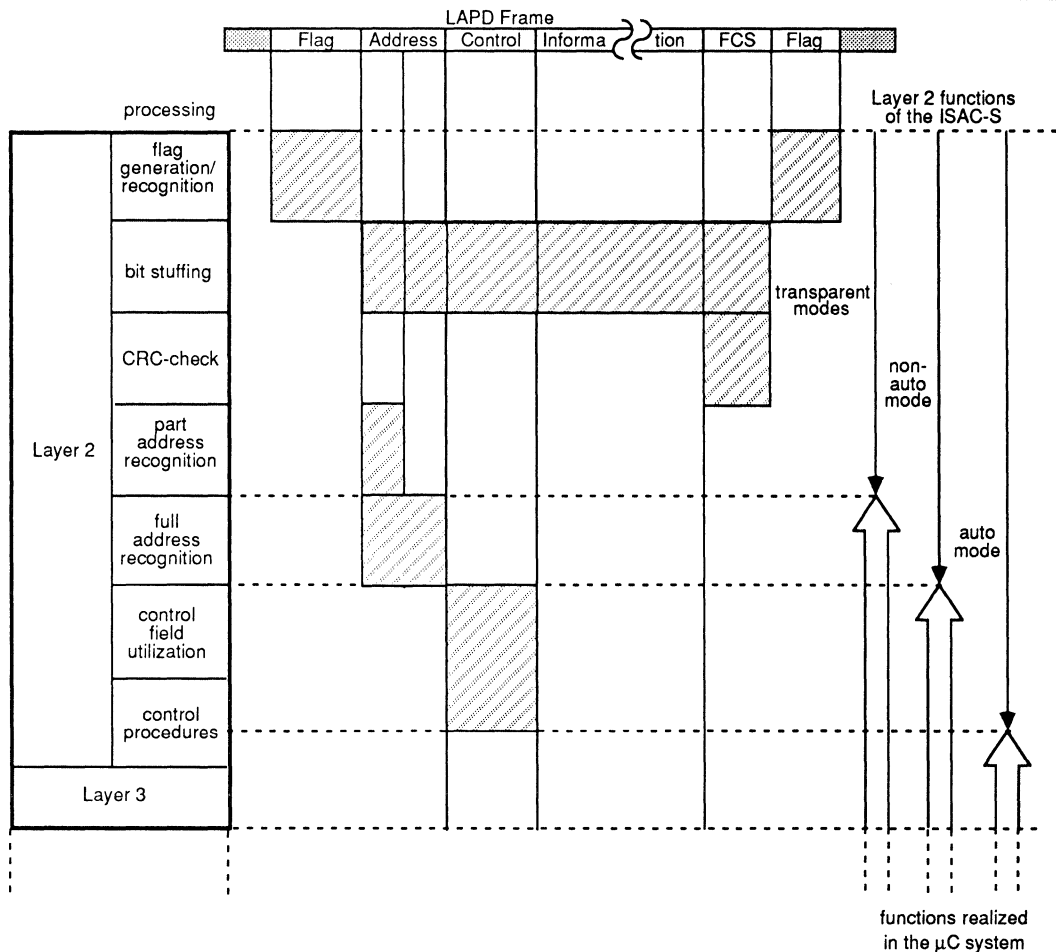 LAPD Frame
Flag Address Control Informa tion FCS Flag
processing
Layer 2 functions
of the ISAC-S
flag
generation/
recognition
bit stuffing
transparent
modes
CRC-check
non-
auto
mode
Layer 2
part
address
recognition
full
address
recognition
auto
mode
control
field
utilization
control
procedures
Layer 3
functions realized
in the µC system